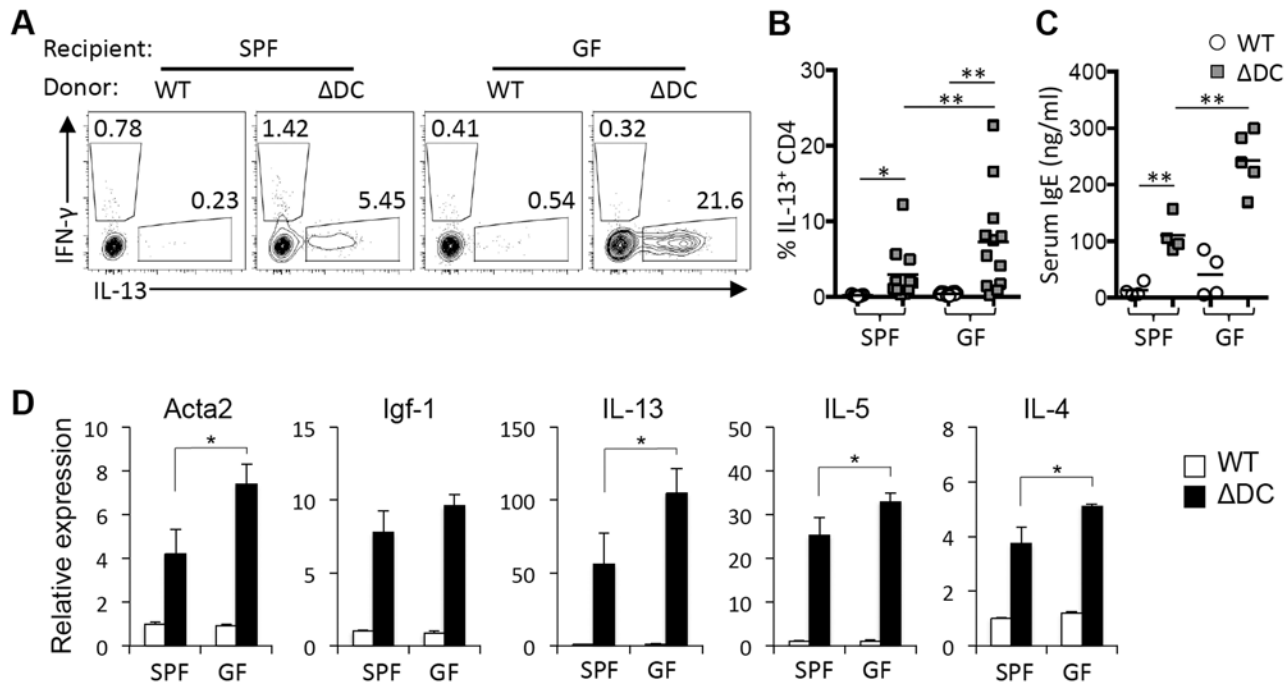 A
Recipient: SPF GF
Donor: WT ΔDC WT ΔDC
0.78 1.42 0.41 0.32
0.23 5.45 0.54 21.6
IFN-γ
IL-13
B
% IL-13+ CD4
30
20
10
0
* ** **
SPF GF
C
WT
ΔDC
Serum IgE (ng/ml)
400
300
200
100
0
** **
SPF GF
D
Relative expression
Acta2
10
8
6
4
2
0
*
SPF GF
Igf-1
15
10
5
0
SPF GF
IL-13
150
100
50
0
*
SPF GF
IL-5
50
40
30
20
10
0
*
SPF GF
IL-4
8
6
4
2
0
*
SPF GF
WT
ΔDC